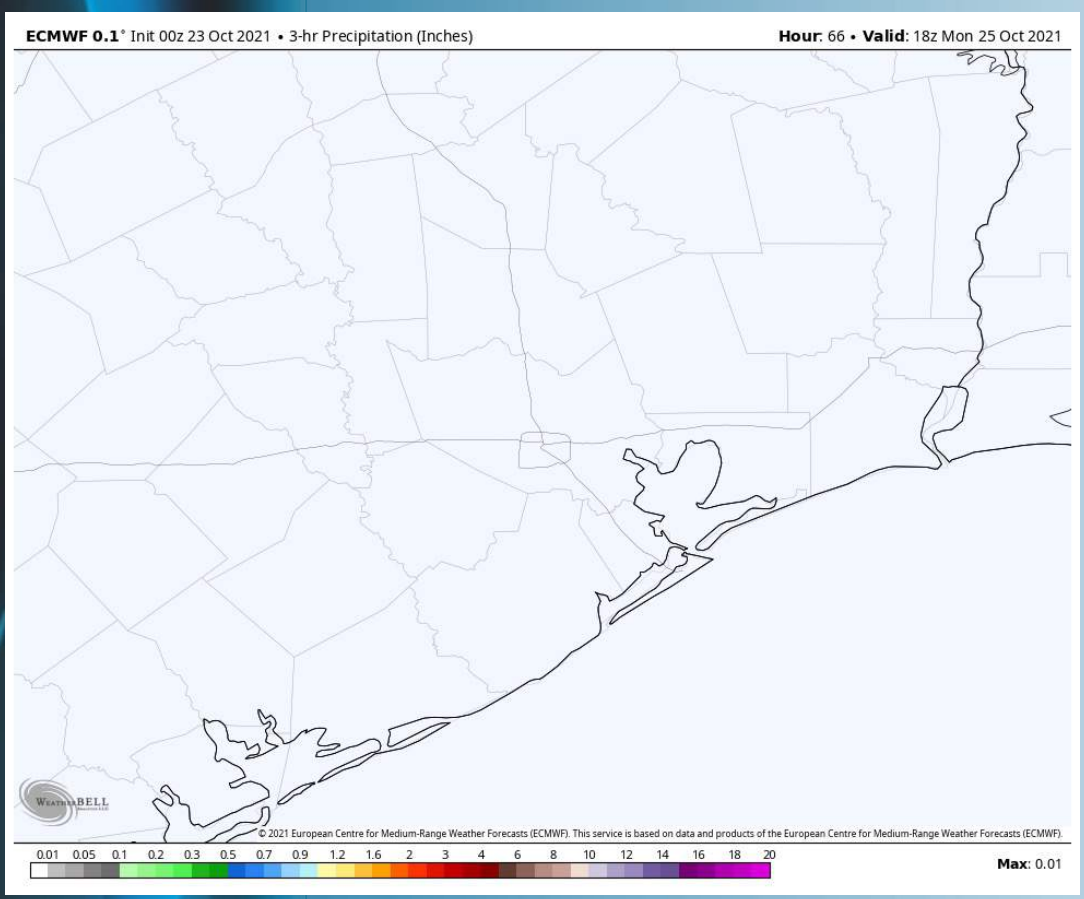 ECMWF 0.1° Init 00z 23 Oct 2021 • 3-hr Precipitation (Inches) Hour: 66 • Valid: 18z Mon 25 Oct 2021
WEATHERBELL
© 2021 European Centre for Medium-Range Weather Forecasts (ECMWF). This service is based on data and products of the European Centre for Medium-Range Weather Forecasts (ECMWF).
0.01 0.05 0.1 0.2 0.3 0.5 0.7 0.9 1.2 1.6 2 3 4 6 8 10 12 14 16 18 20 Max: 0.01